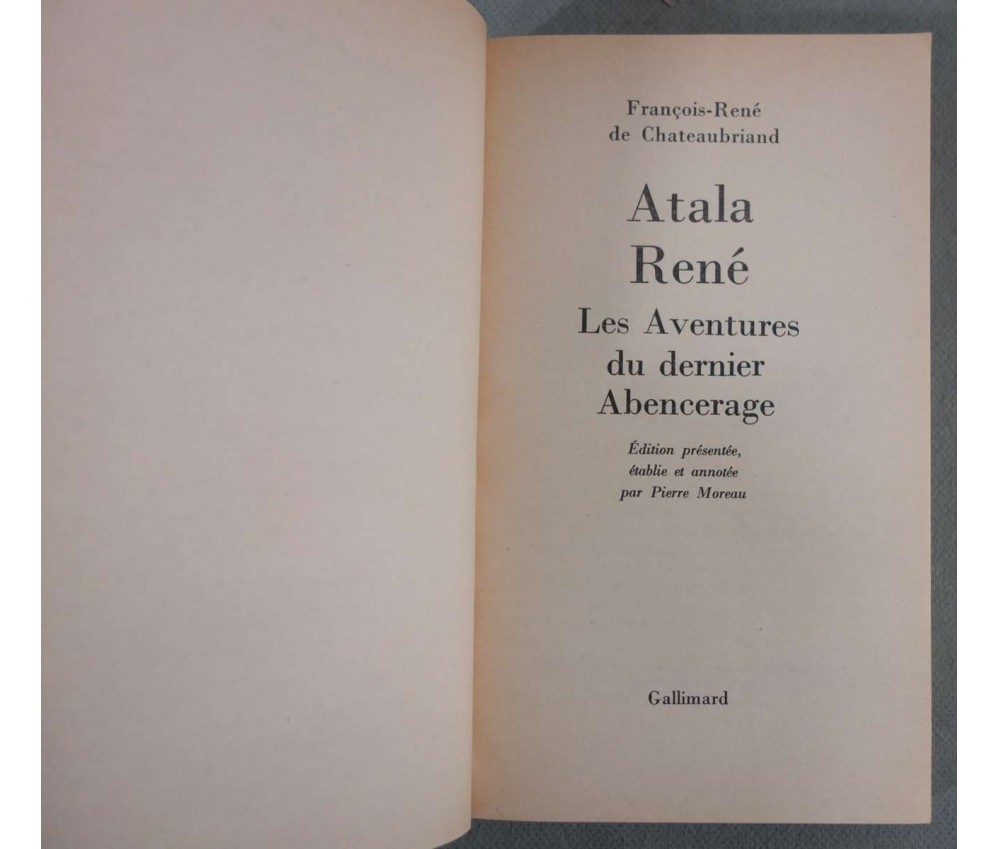 François-René
de Chateaubriand
Atala
René
Les Aventures
du dernier
Abencerage
Édition présentée,
établie et annotée
par Pierre Moreau
Gallimard